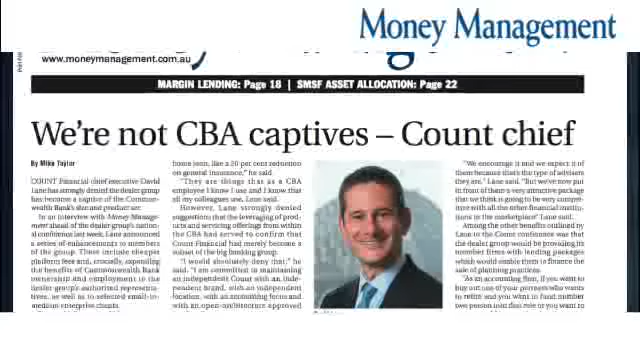 Money Management
www.moneymanagement.com.au
MARGIN LENDING: Page 18 | SMSF ASSET ALLOCATION: Page 22
We're not CBA captives – Count chief
By Mike Taylor
COUNT Financial chief executive David
Lane has strongly denied the dealer group
has become a captive of the Common-
wealth Bank's size and product set.
In an interview with Money Manage-
ment ahead of the dealer group's nation-
al conference last week, Lane announced
a series of enhancements to members
of the group. These include cheaper
platform fees and, crucially, expanding
the benefits of Commonwealth Bank
ownership and employment to the
dealer group's authorised representa-
tives, as well as to selected small-to-
medium enterprise clients.
home loan, like a 20 per cent reduction
on general insurance," he said.
"They are things that as a CBA
employee I know I use and I know that
all my colleagues use, Lane said.
However, Lane strongly denied
suggestions that the leveraging of prod-
ucts and servicing offerings from within
the CBA had served to confirm that
Count Financial had merely become a
subset of the big banking group.
"I would absolutely deny that," he
said. "I am committed to maintaining
an independent Count with an inde-
pendent brand, with an independent
location, with an accounting focus and
with an open-architecture approved
"We encourage it and we expect it of
them because that's the type of advisers
they are," Lane said. "But we've now put
in front of them a very attractive package
that we think is going to be very compet-
itive with all the other financial institu-
tions in the marketplace" Lane said.
Among the other benefits outlined by
Lane to the Count conference was that
the dealer group would be providing its
member firms with lending packages
which would enable them to finance the
sale of planning practices.
"As an accounting firm, if you want to
buy out one of your partners who wants
to retire and you want to fund number
two person into that role or you want to